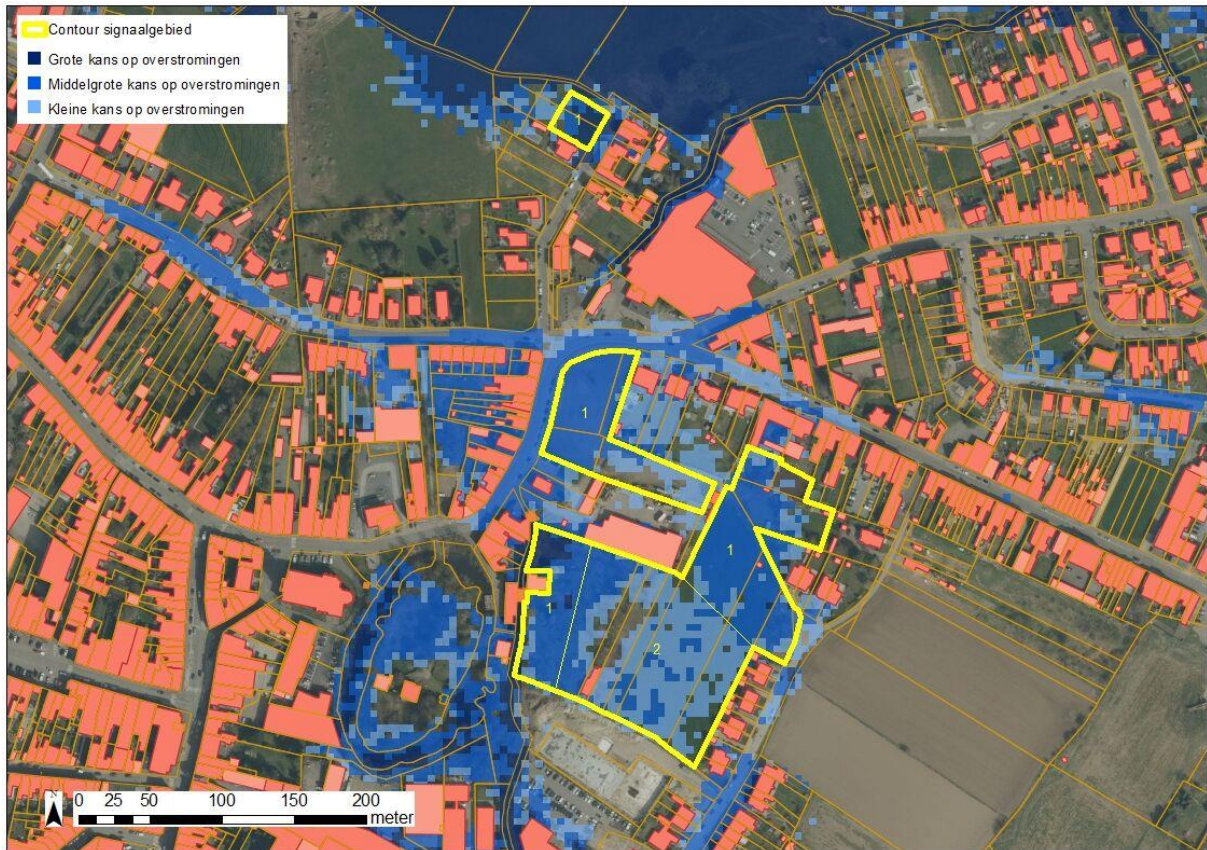 Contour signaalgebied
Grote kans op overstromingen
Middelgrote kans op overstromingen
Kleine kans op overstromingen
1
1
1
1
2
N
0 25 50 100 150 200
meter